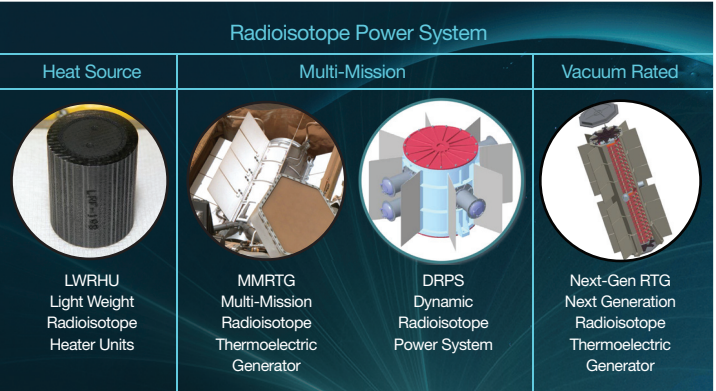 Radioisotope Power System
Heat Source
Multi-Mission
Vacuum Rated
LWRHU
Light Weight
Radioisotope
Heater Units
MMRTG
Multi-Mission
Radioisotope
Thermoelectric
Generator
DRPS
Dynamic
Radioisotope
Power System
Next-Gen RTG
Next Generation
Radioisotope
Thermoelectric
Generator